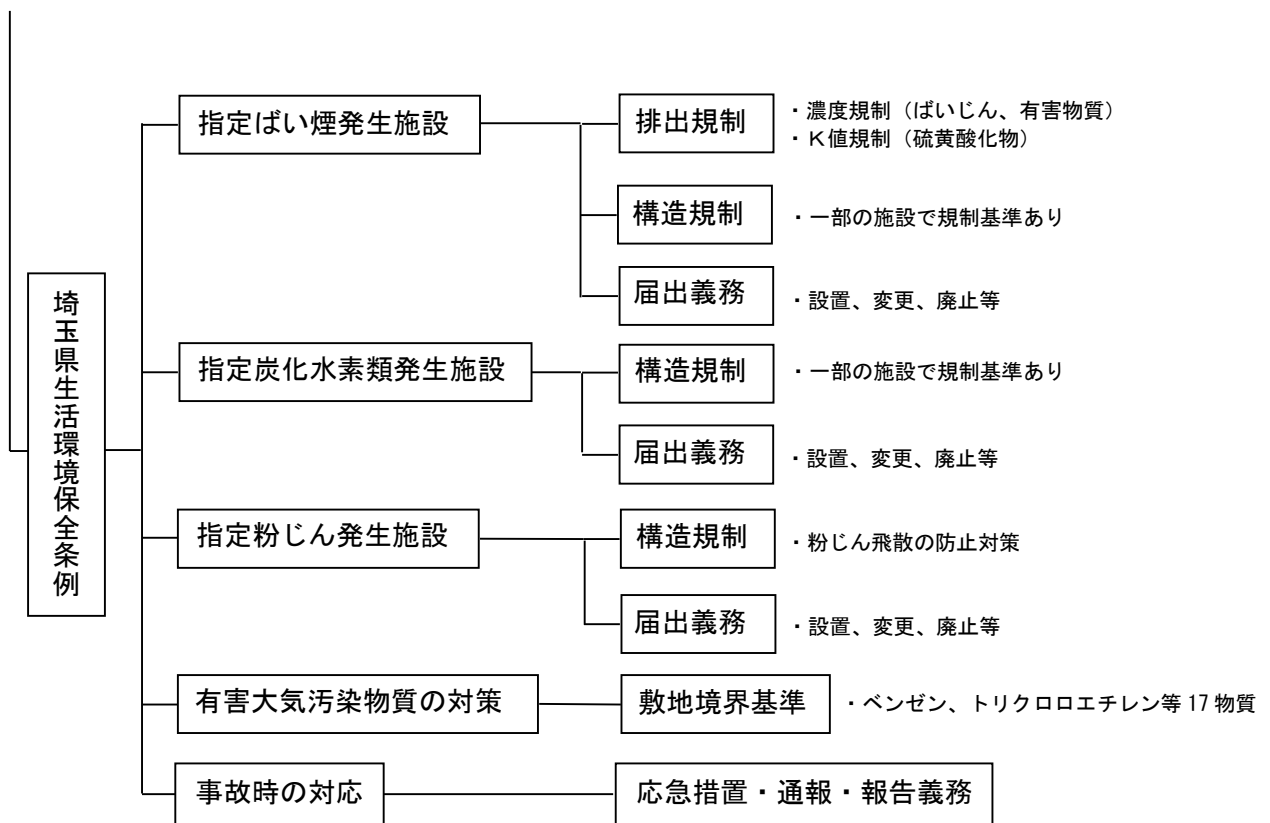 埼玉県生活環境保全条例
指定ばい煙発生施設
排出規制
・濃度規制（ばいじん、有害物質）
・Ｋ値規制（硫黄酸化物）
構造規制
・一部の施設で規制基準あり
届出義務
・設置、変更、廃止等
指定炭化水素類発生施設
構造規制
・一部の施設で規制基準あり
届出義務
・設置、変更、廃止等
指定粉じん発生施設
構造規制
・粉じん飛散の防止対策
届出義務
・設置、変更、廃止等
有害大気汚染物質の対策
敷地境界基準
・ベンゼン、トリクロロエチレン等 17 物質
事故時の対応
応急措置・通報・報告義務